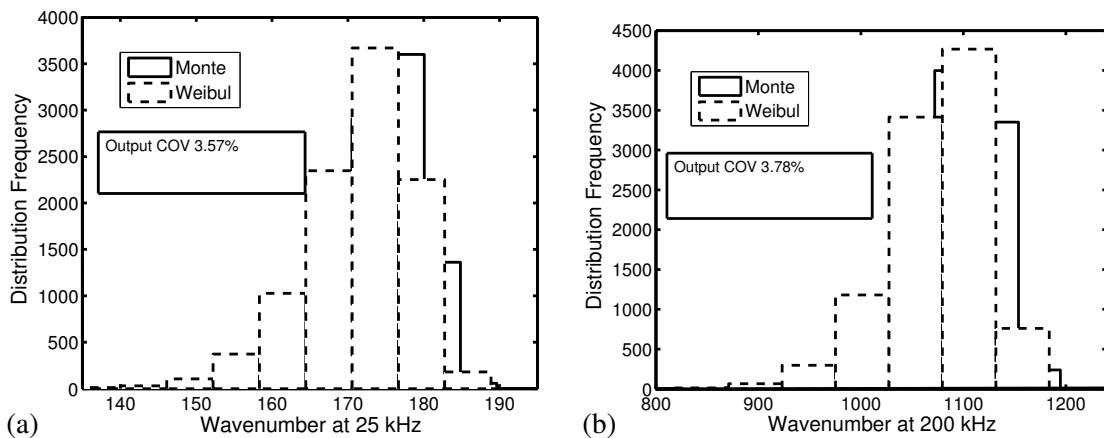 4000
3500
3000
2500
2000
1500
1000
500
0
Distribution Frequency
Monte
Weibul
Output COV 3.57%
140 150 160 170 180 190
Wavenumber at 25 kHz
(a)
4500
4000
3500
3000
2500
2000
1500
1000
500
0
Distribution Frequency
Monte
Weibul
Output COV 3.78%
800 900 1000 1100 1200
Wavenumber at 200 kHz
(b)